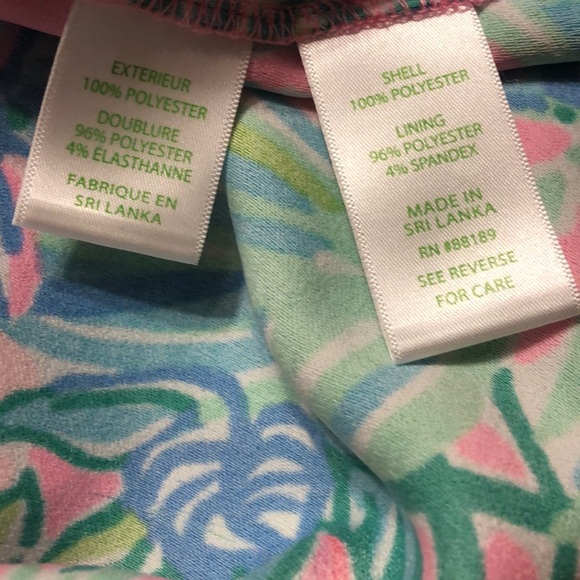 EXTERIEUR
100% POLYESTER
DOUBLURE
96% POLYESTER
4% ÉLASTHANNE
FABRIQUE EN
SRI LANKA
SHELL
100% POLYESTER
LINING
96% POLYESTER
4% SPANDEX
MADE IN
SRI LANKA
RN #88189
SEE REVERSE
FOR CARE